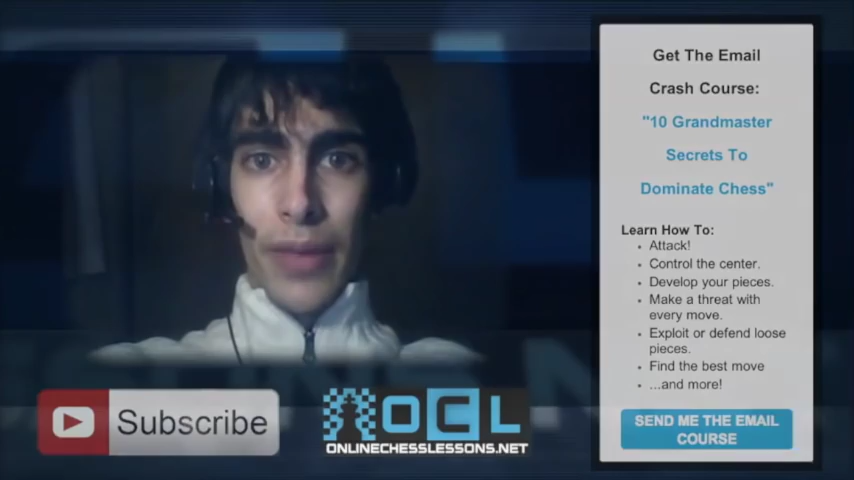 Get The Email
Crash Course:
"10 Grandmaster
Secrets To
Dominate Chess"
Learn How To:
• Attack!
• Control the center.
• Develop your pieces.
• Make a threat with
every move.
• Exploit or defend loose
pieces.
• Find the best move
• ...and more!
SEND ME THE EMAIL
COURSE
Subscribe
OCL
ONLINECHESSLESSONS.NET